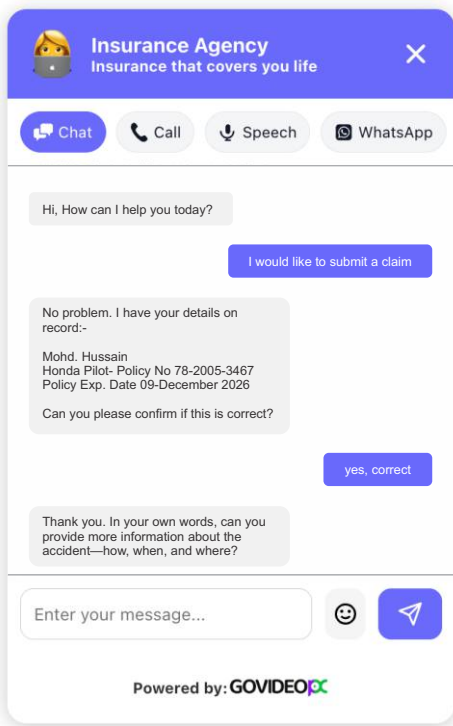 Insurance Agency
Insurance that covers you life
Chat
Call
Speech
WhatsApp
Hi, How can I help you today?
I would like to submit a claim
No problem. I have your details on
record:-
Mohd. Hussain
Honda Pilot- Policy No 78-2005-3467
Policy Exp. Date 09-December 2026
Can you please confirm if this is correct?
yes, correct
Thank you. In your own words, can you
provide more information about the
accident—how, when, and where?
Enter your message...
Powered by: GOVIDEO